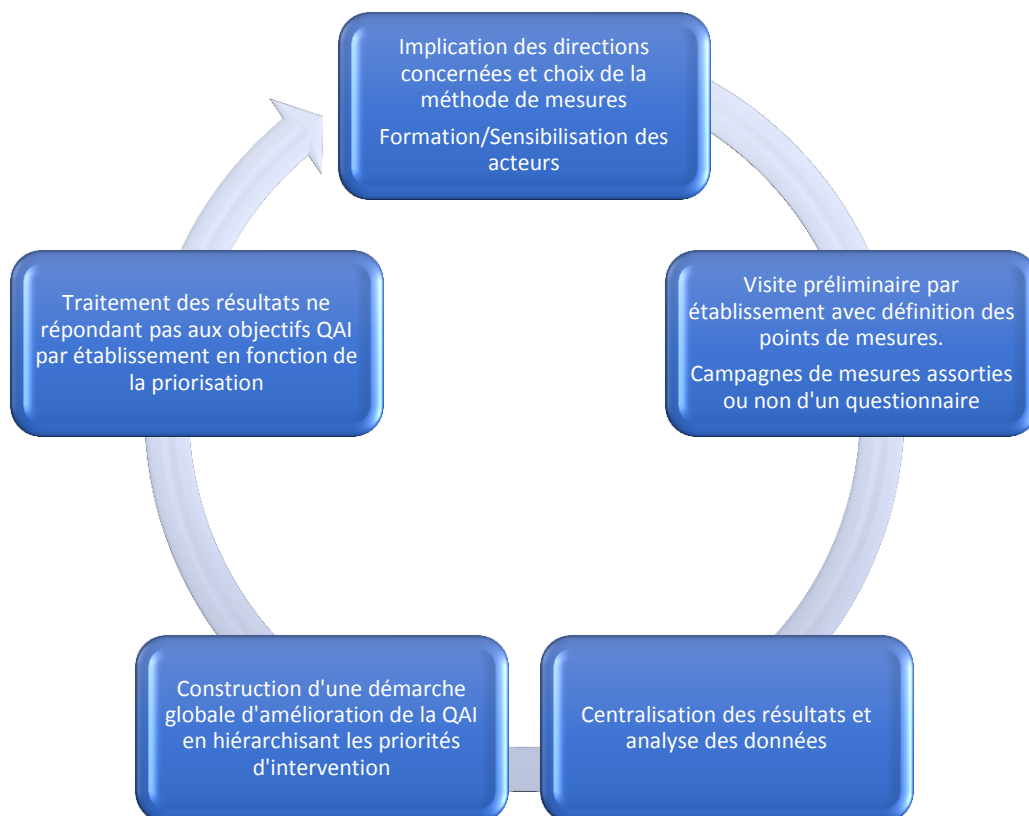 Implication des directions
concernées et choix de la
méthode de mesures
Formation/Sensibilisation des
acteurs
Visite préliminaire par
établissement avec définition des
points de mesures.
Campagnes de mesures assorties
ou non d'un questionnaire
Centralisation des résultats et
analyse des données
Construction d'une démarche
globale d'amélioration de la QAI
en hiérarchisant les priorités
d'intervention
Traitement des résultats ne
répondant pas aux objectifs QAI
par établissement en fonction de
la priorisation